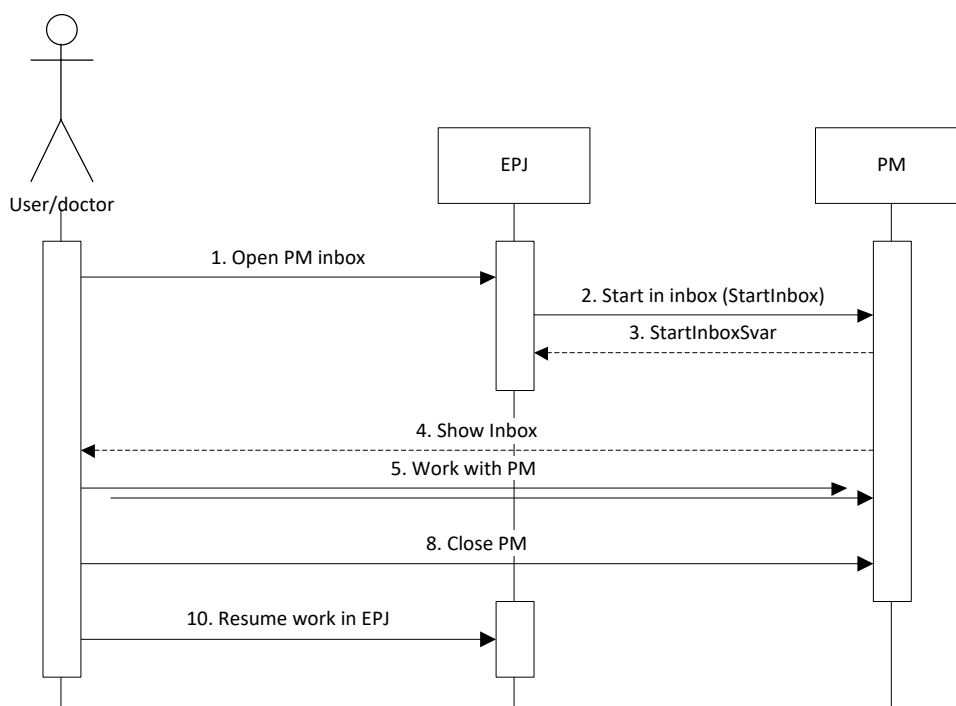 EPJ
PM
User/doctor
1. Open PM inbox
2. Start in inbox (StartInbox)
3. StartInboxSvar
4. Show Inbox
5. Work with PM
8. Close PM
10. Resume work in EPJ